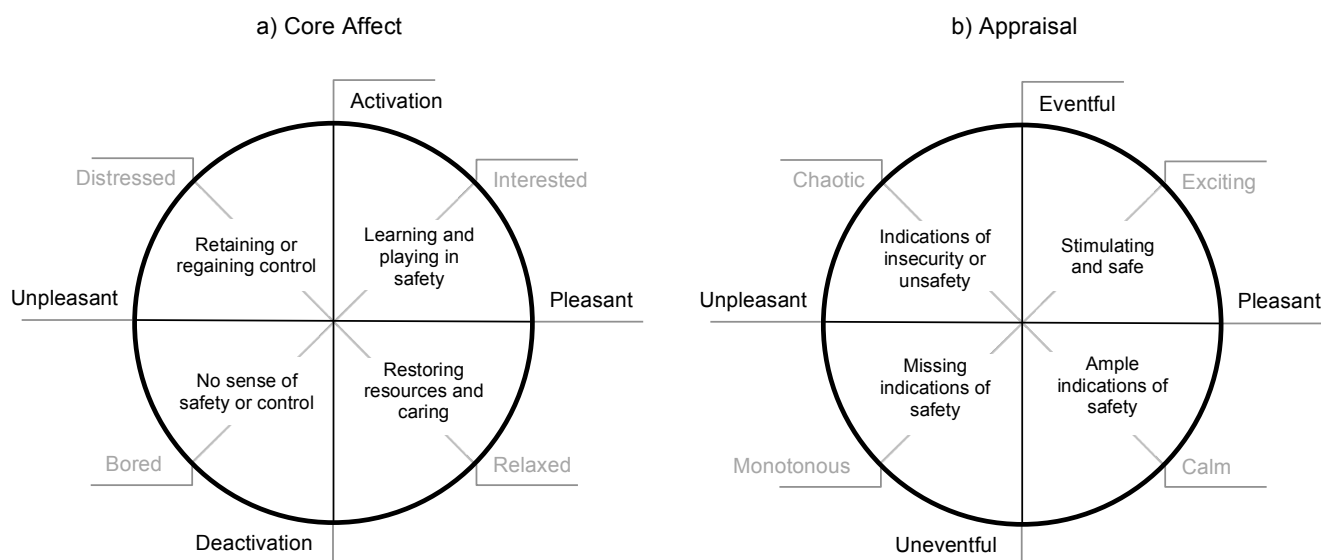 a) Core Affect
Activation
Distressed
Interested
Retaining or
regaining control
Learning and
playing in
safety
Unpleasant
Pleasant
No sense of
safety or control
Restoring
resources and
caring
Bored
Relaxed
Deactivation
b) Appraisal
Eventful
Chaotic
Exciting
Indications of
insecurity or
unsafety
Stimulating
and safe
Unpleasant
Pleasant
Missing
indications of
safety
Ample
indications of
safety
Monotonous
Calm
Uneventful